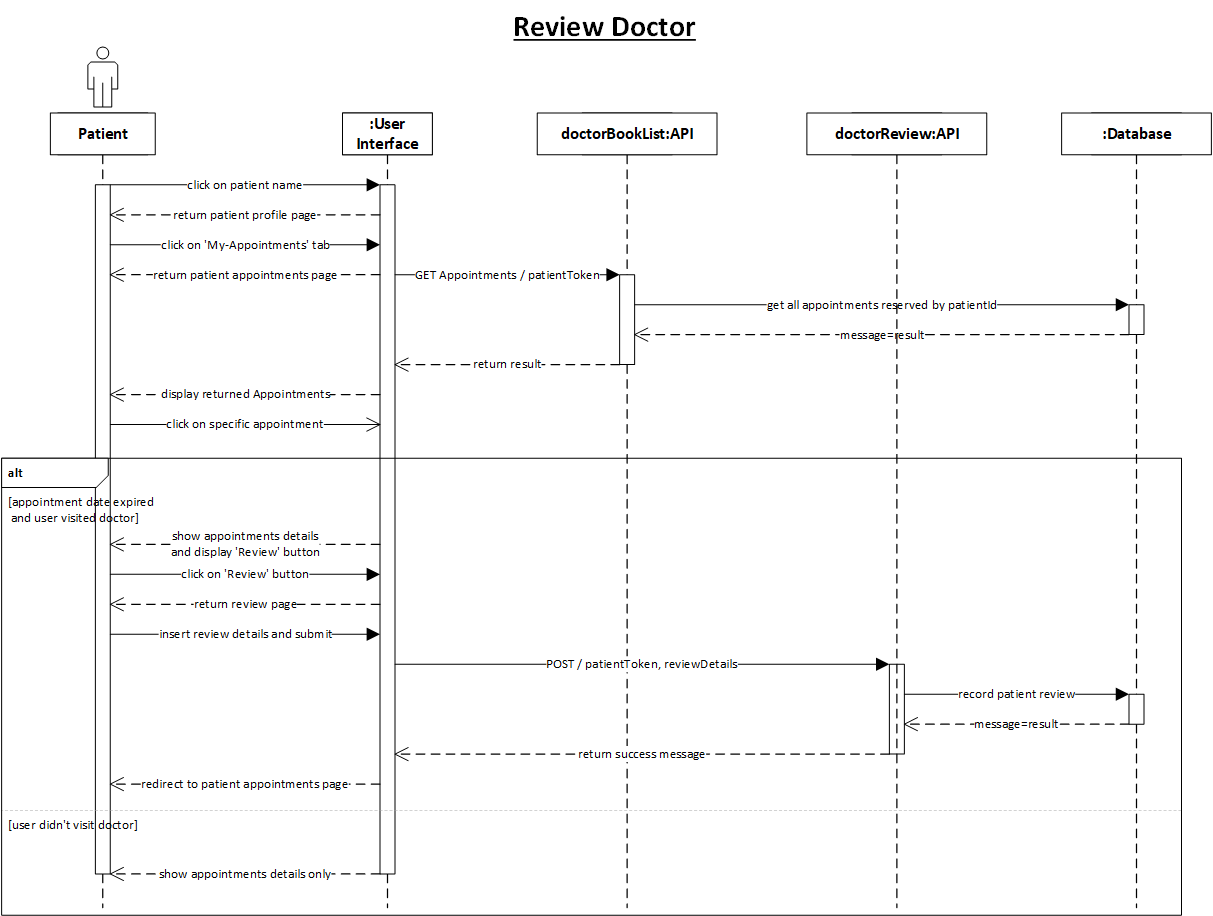 Review Doctor
Patient
:User
Interface
doctorBookList:API
doctorReview:API
:Database
click on patient name
return patient profile page
click on 'My-Appointments' tab
return patient appointments page
GET Appointments / patientToken
get all appointments reserved by patientId
message=result
return result
display returned Appointments
click on specific appointment
alt
[appointment date expired
and user visited doctor]
show appointments details
and display 'Review' button
click on 'Review' button
return review page
insert review details and submit
POST / patientToken, reviewDetails
record patient review
message=result
return success message
redirect to patient appointments page
[user didn't visit doctor]
show appointments details only